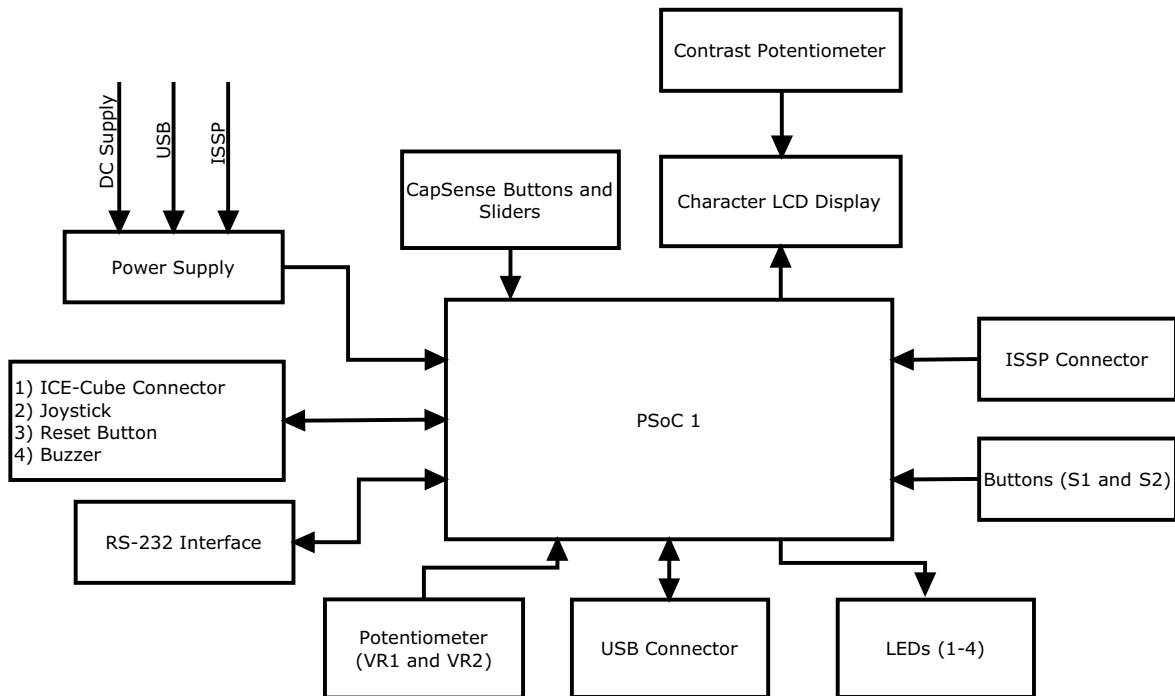 Contrast Potentiometer
DC Supply
USB
ISSP
CapSense Buttons and
Sliders
Character LCD Display
Power Supply
ISSP Connector
1) ICE-Cube Connector
2) Joystick
3) Reset Button
4) Buzzer
PSoC 1
Buttons (S1 and S2)
RS-232 Interface
Potentiometer
(VR1 and VR2)
USB Connector
LEDs (1-4)